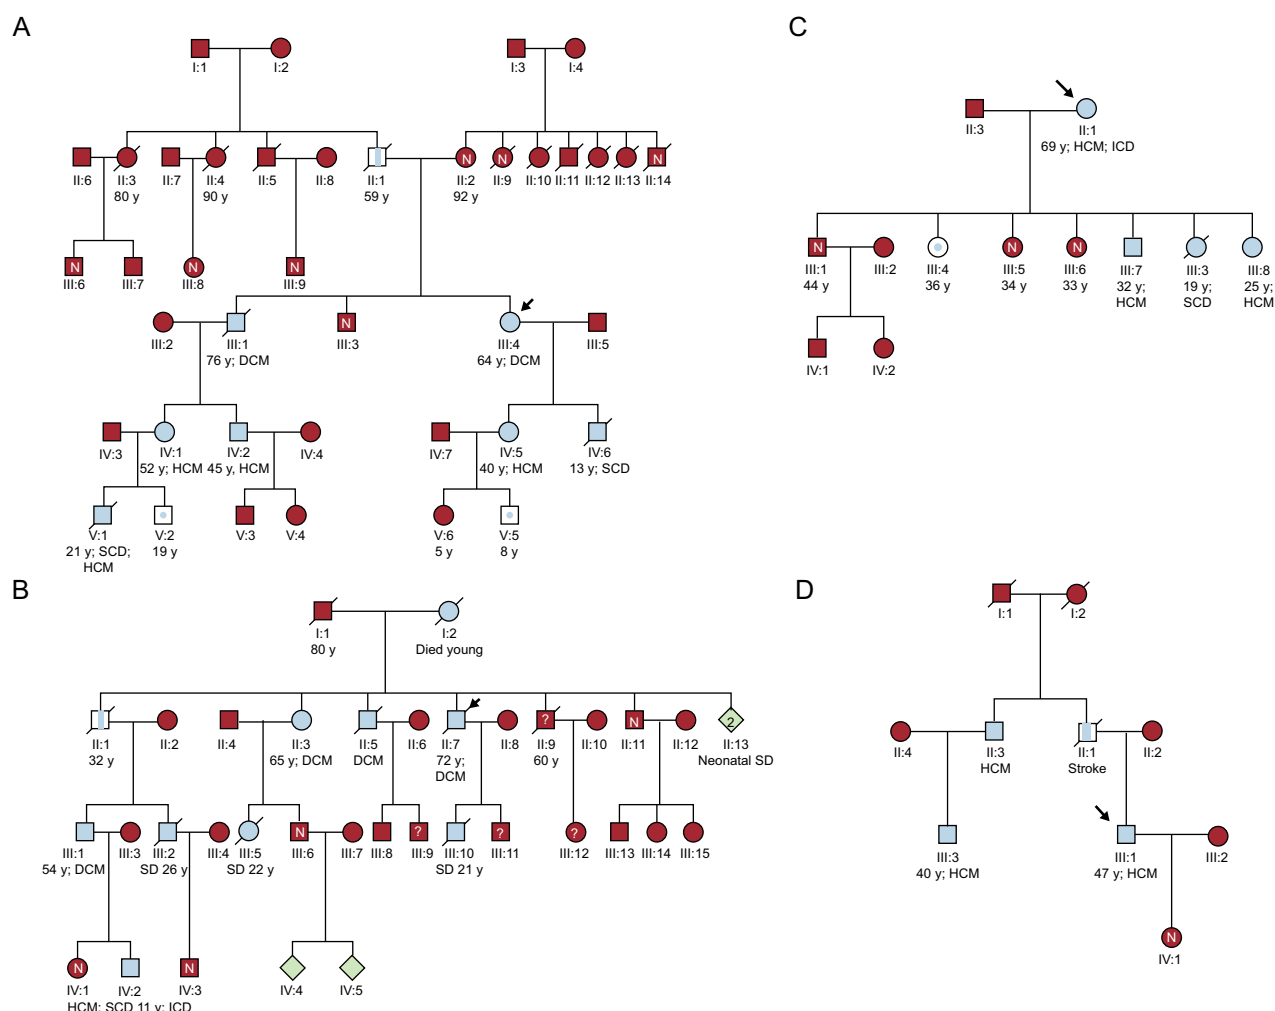 A
I:1
I:2
I:3
I:4
N
N
N
II:6
II:3
II:7
II:4
II:5
II:8
II:1
II:2
II:9
II:10
II:11
II:12
II:13
II:14
80 y
90 y
59 y
92 y
N
N
N
III:6
III:7
III:8
III:9
N
III:2
III:1
III:3
III:4
III:5
76 y; DCM
64 y; DCM
IV:3
IV:1
IV:2
IV:4
IV:7
IV:5
IV:6
52 y; HCM
45 y, HCM
40 y; HCM
13 y; SCD
V:1
V:2
V:3
V:4
V:6
V:5
21 y; SCD;
19 y
5 y
8 y
HCM
B
I:1
I:2
80 y
Died young
?
N
2
II:1
II:2
II:4
II:3
II:5
II:6
II:7
II:8
II:9
II:10
II:11
II:12
II:13
32 y
65 y; DCM
DCM
72 y;
60 y
Neonatal SD
DCM
N
?
?
?
III:1
III:3
III:2
III:4
III:5
III:6
III:7
III:8
III:9
III:10
III:11
III:12
III:13
III:14
III:15
54 y; DCM
SD 26 y
SD 22 y
SD 21 y
N
N
IV:1
IV:2
IV:3
IV:4
IV:5
HCM; SCD 11 y; ICD
C
II:3
II:1
69 y; HCM; ICD
N
N
N
III:1
III:2
III:4
III:5
III:6
III:7
III:3
III:8
44 y
36 y
34 y
33 y
32 y;
19 y;
25 y;
HCM
SCD
HCM
IV:1
IV:2
D
I:1
I:2
II:4
II:3
II:1
II:2
HCM
Stroke
III:3
III:1
III:2
40 y; HCM
47 y; HCM
N
IV:1